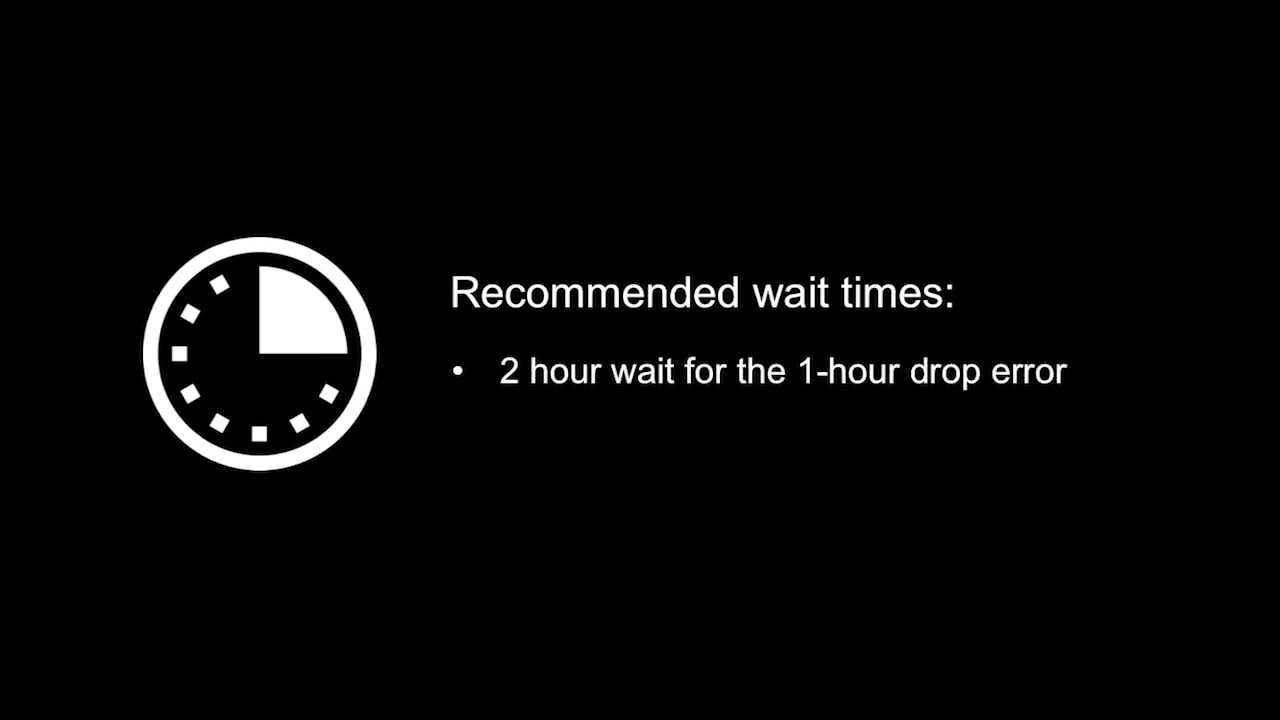 Recommended wait times:
• 2 hour wait for the 1-hour drop error